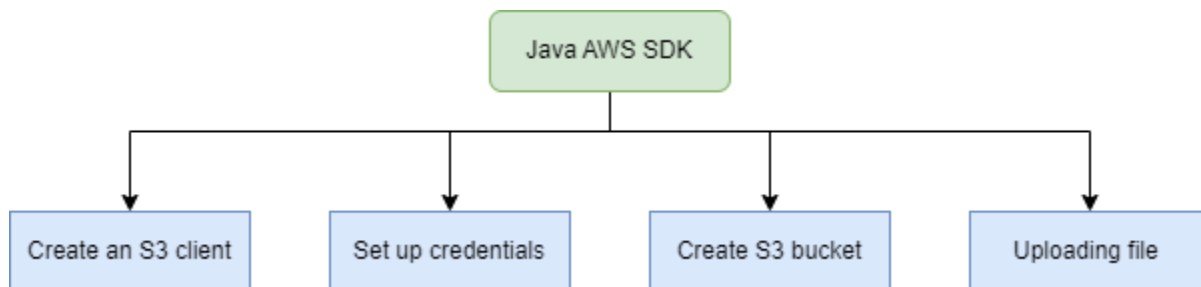 Java AWS SDK
Create an S3 client
Set up credentials
Create S3 bucket
Uploading file